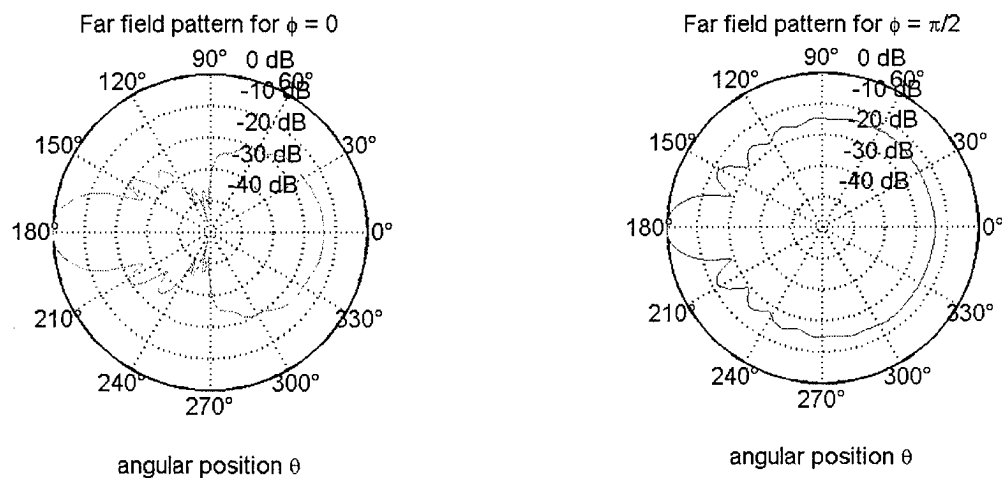 Far field pattern for ϕ = 0
90° 0 dB
120° 60°
-10 dB
150° -20 dB 30°
-30 dB
-40 dB
180° 0°
210° 330°
240° 300°
270°
angular position θ
Far field pattern for ϕ = π/2
90° 0 dB
120° 60°
-10 dB
150° -20 dB 30°
-30 dB
-40 dB
180° 0°
210° 330°
240° 300°
270°
angular position θ